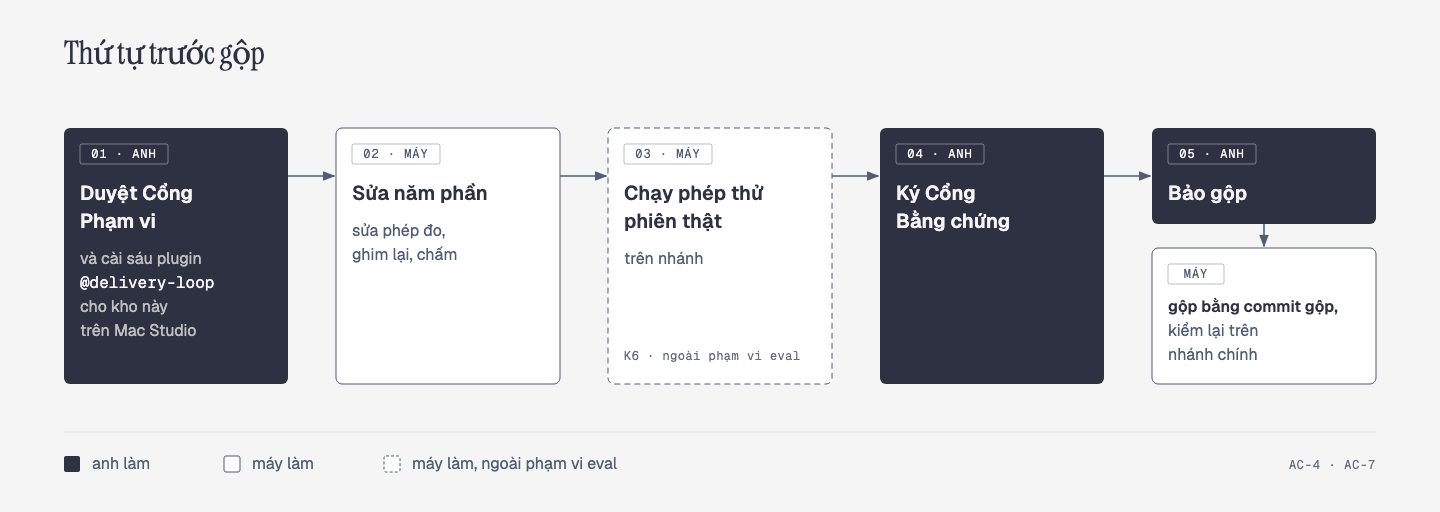 Thứ tự trước gộp
01 · ANH
Duyệt Cổng
Phạm vi
và cài sáu plugin
@delivery-loop
cho kho này
trên Mac Studio
02 · MÁY
Sửa năm phần
sửa phép đo,
ghim lại, chấm
03 · MÁY
Chạy phép thử
phiên thật
trên nhánh
K6 · ngoài phạm vi eval
04 · ANH
Ký Cổng
Bằng chứng
05 · ANH
Bảo gộp
MÁY
gộp bằng commit gộp,
kiểm lại trên
nhánh chính
anh làm
máy làm
máy làm, ngoài phạm vi eval
AC-4 · AC-7